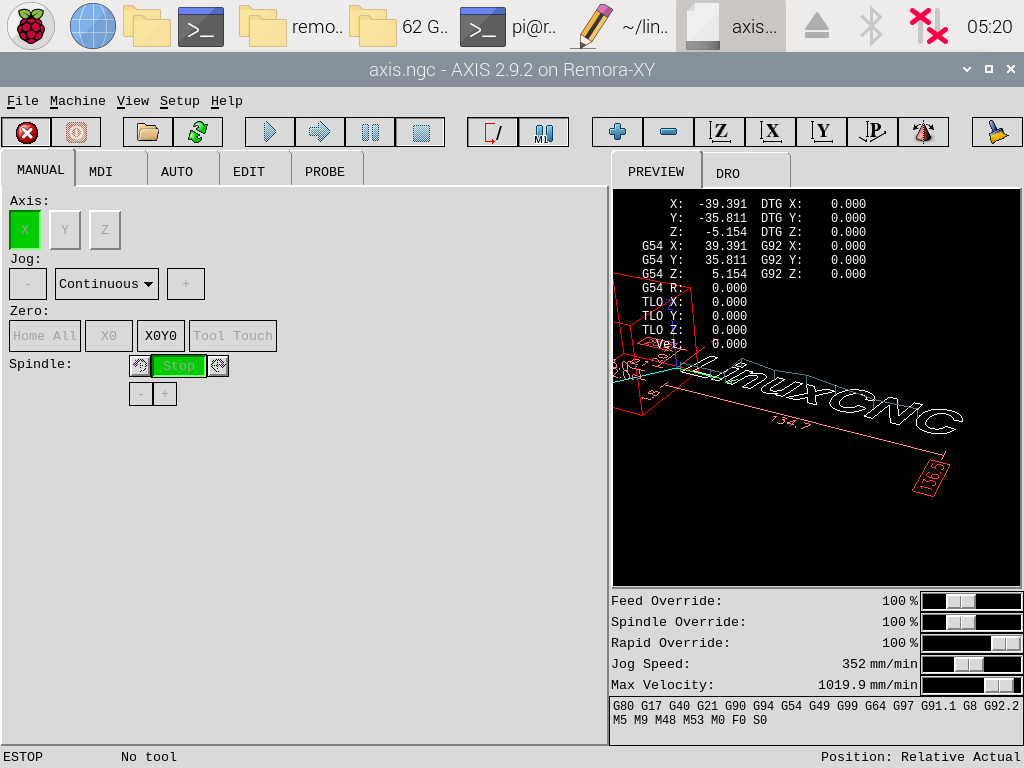 remo.. 62 G.. pi@r.. ~/lin.. axis... 05:20
axis.ngc - AXIS 2.9.2 on Remora-XY
File Machine View Setup Help
M1 Z X Y P
MANUAL MDI AUTO EDIT PROBE
PREVIEW DRO
Axis:
X Y Z
Jog:
- Continuous +
Zero:
Home All X0 X0Y0 Tool Touch
Spindle: Stop
- +
X: -39.391 DTG X: 0.000
Y: -35.811 DTG Y: 0.000
Z: -5.154 DTG Z: 0.000
G54 X: 39.391 G92 X: 0.000
G54 Y: 35.811 G92 Y: 0.000
G54 Z: 5.154 G92 Z: 0.000
G54 R: 0.000
TLO X: 0.000
TLO Y: 0.000
TLO Z: 0.000
Vel: 0.000
LinuxCNC
134.7
136.5
Feed Override: 100 %
Spindle Override: 100 %
Rapid Override: 100 %
Jog Speed: 352 mm/min
Max Velocity: 1019.9 mm/min
G80 G17 G40 G21 G90 G94 G54 G49 G99 G64 G97 G91.1 G8 G92.2
M5 M9 M48 M53 M0 F0 S0
ESTOP No tool Position: Relative Actual